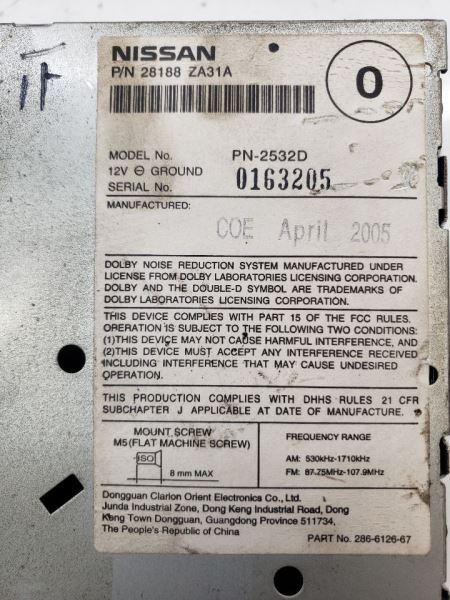 NISSAN
P/N 28188 ZA31A
0
MODEL No. PN-2532D
12V ⊖ GROUND
SERIAL No. 0163205
MANUFACTURED:
COE April 2005
DOLBY NOISE REDUCTION SYSTEM MANUFACTURED UNDER
LICENSE FROM DOLBY LABORATORIES LICENSING CORPORATION.
DOLBY AND THE DOUBLE-D SYMBOL ARE TRADEMARKS OF
DOLBY LABORATORIES LICENSING CORPORATION.
THIS DEVICE COMPLIES WITH PART 15 OF THE FCC RULES.
OPERATION IS SUBJECT TO THE FOLLOWING TWO CONDITIONS:
(1)THIS DEVICE MAY NOT CAUSE HARMFUL INTERFERENCE, AND
(2)THIS DEVICE MUST ACCEPT ANY INTERFERENCE RECEIVED
INCLUDING INTERFERENCE THAT MAY CAUSE UNDESIRED
OPERATION.
THIS PRODUCTION COMPLIES WITH DHHS RULES 21 CFR
SUBCHAPTER J APPLICABLE AT DATE OF MANUFACTURE.
MOUNT SCREW
M5(FLAT MACHINE SCREW)
ISO
8 mm MAX
FREQUENCY RANGE
AM: 530kHz-1710kHz
FM: 87.75MHz-107.9MHz
Dongguan Clarion Orient Electronics Co., Ltd.
Junda Industrial Zone, Dong Keng Industrial Road, Dong
Keng Town Dongguan, Guangdong Province 511734,
The People's Republic of China
PART No. 286-6126-67